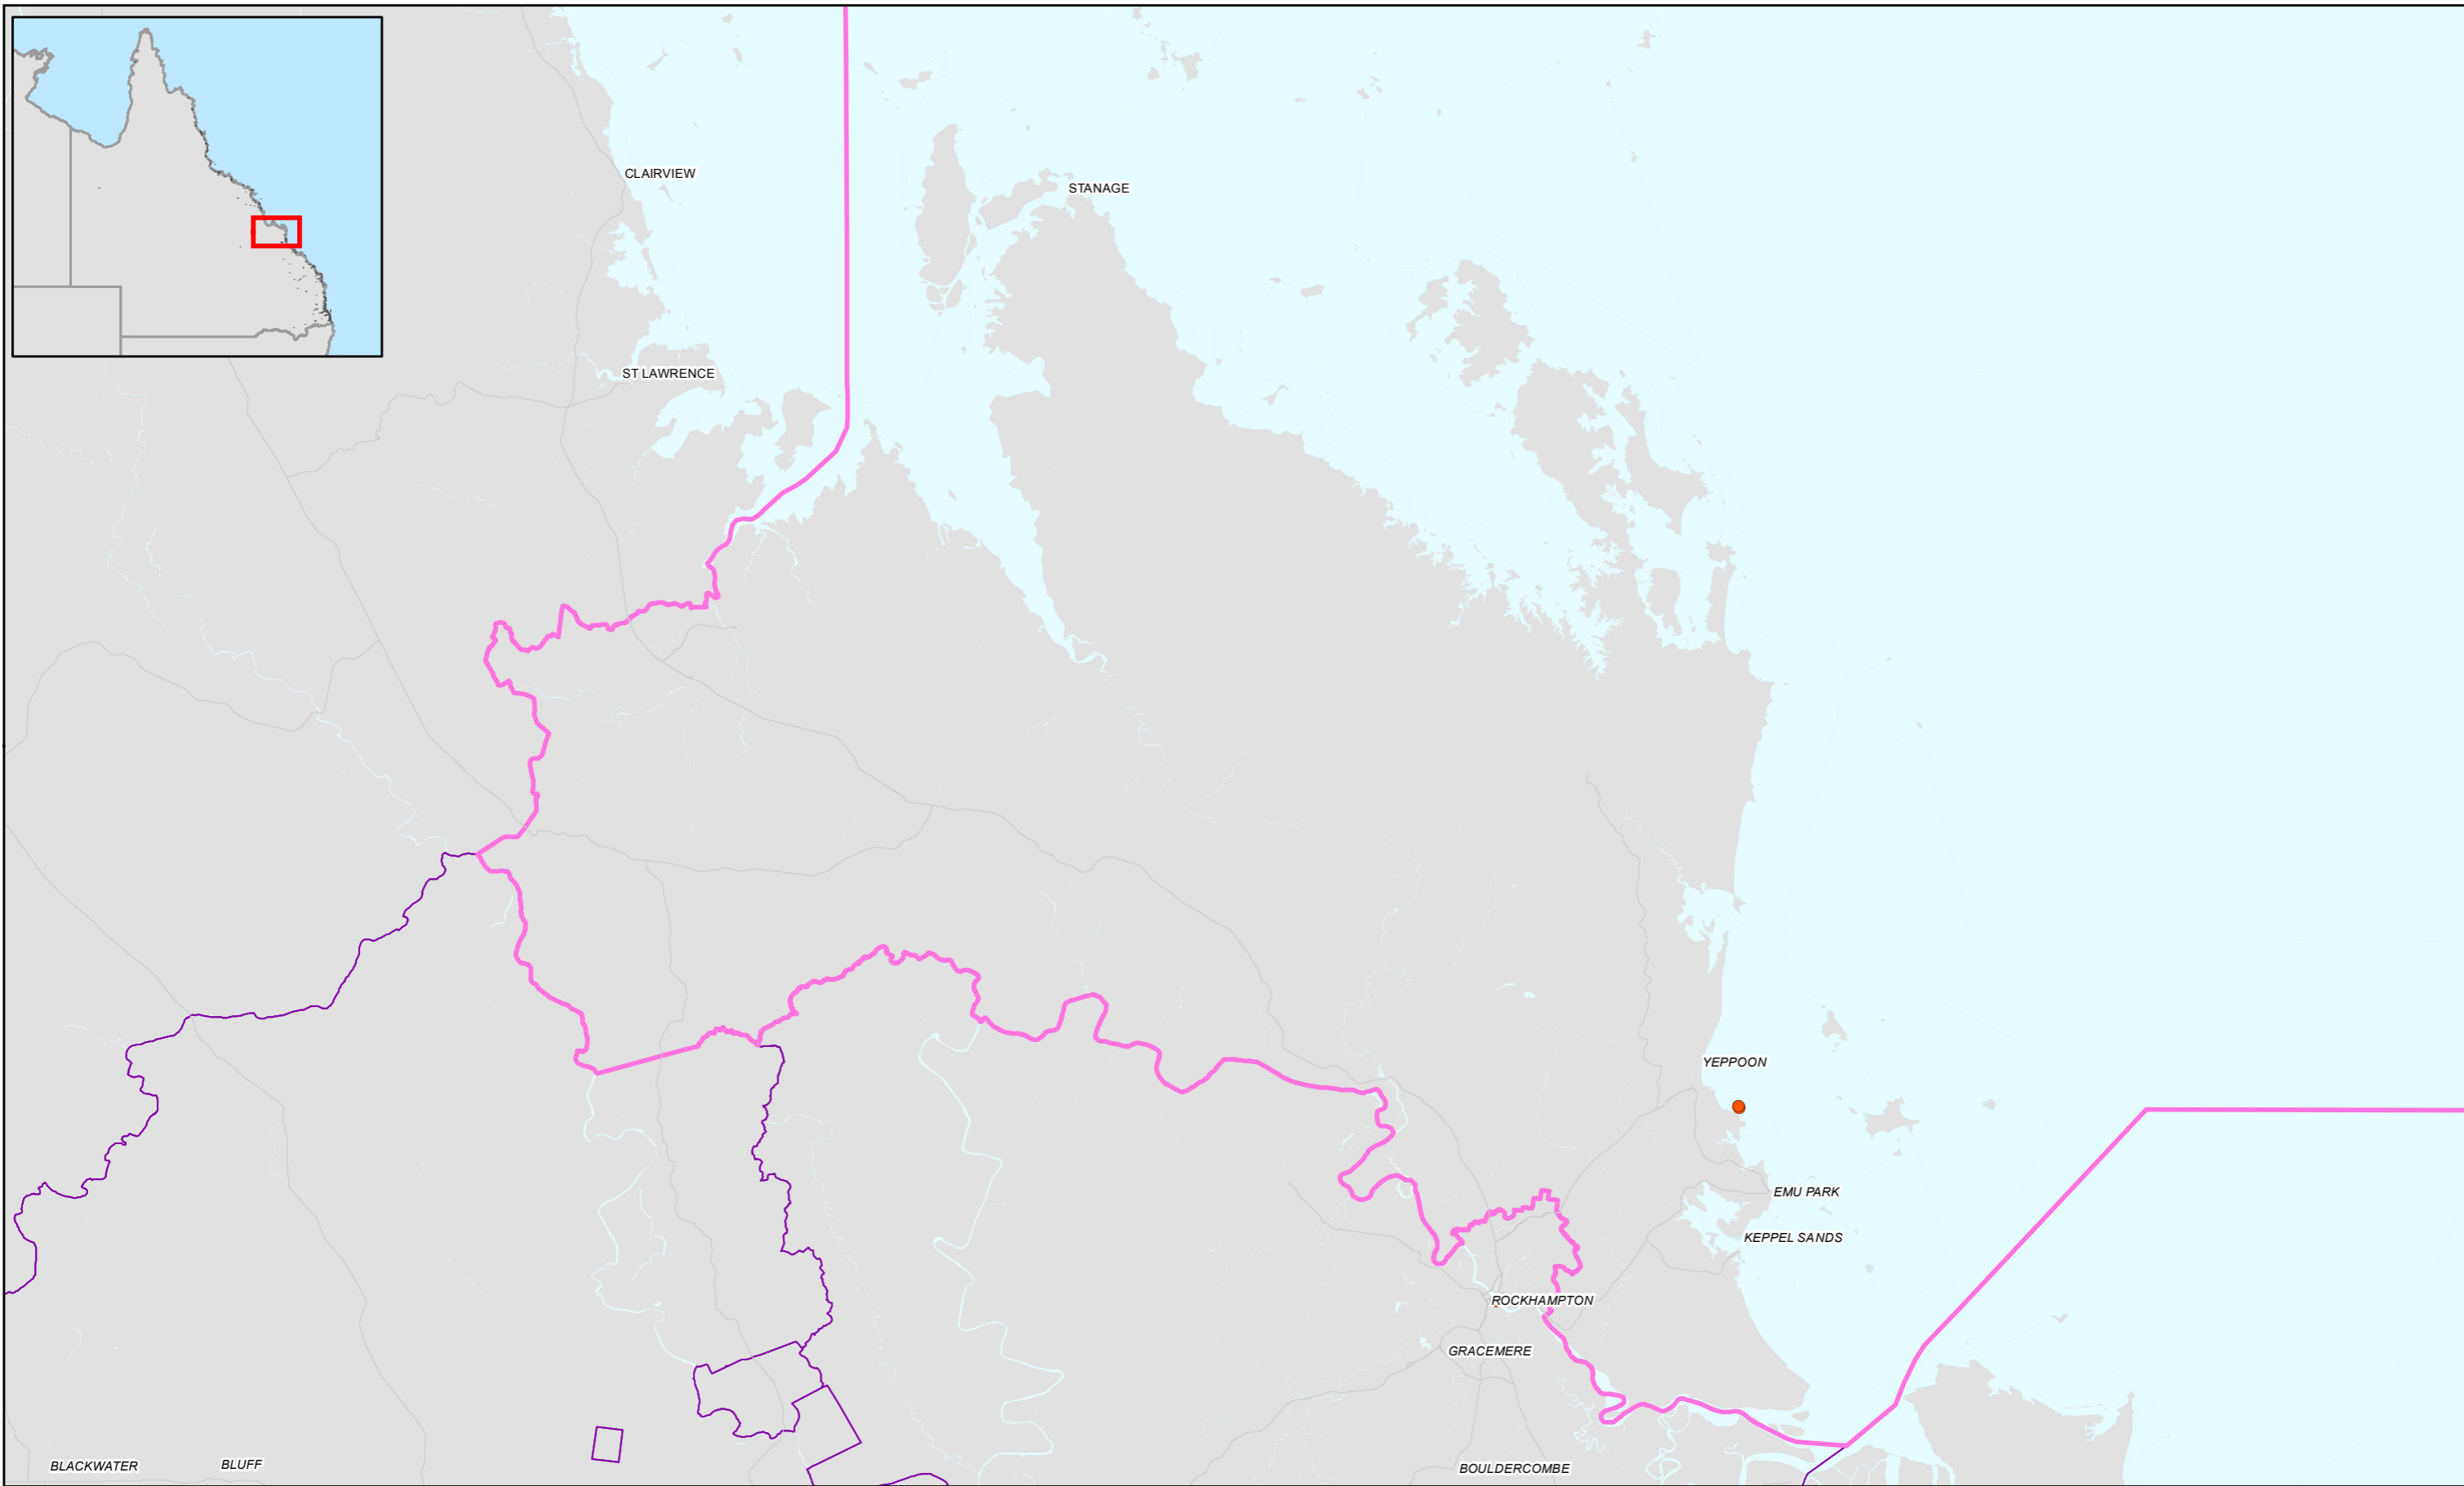 CLAIRVIEW
STANAGE
ST LAWRENCE
YEPPOON
EMU PARK
KEPPEL SANDS
ROCKHAMPTON
GRACEMERE
BLACKWATER
BLUFF
BOULDERCOMBE